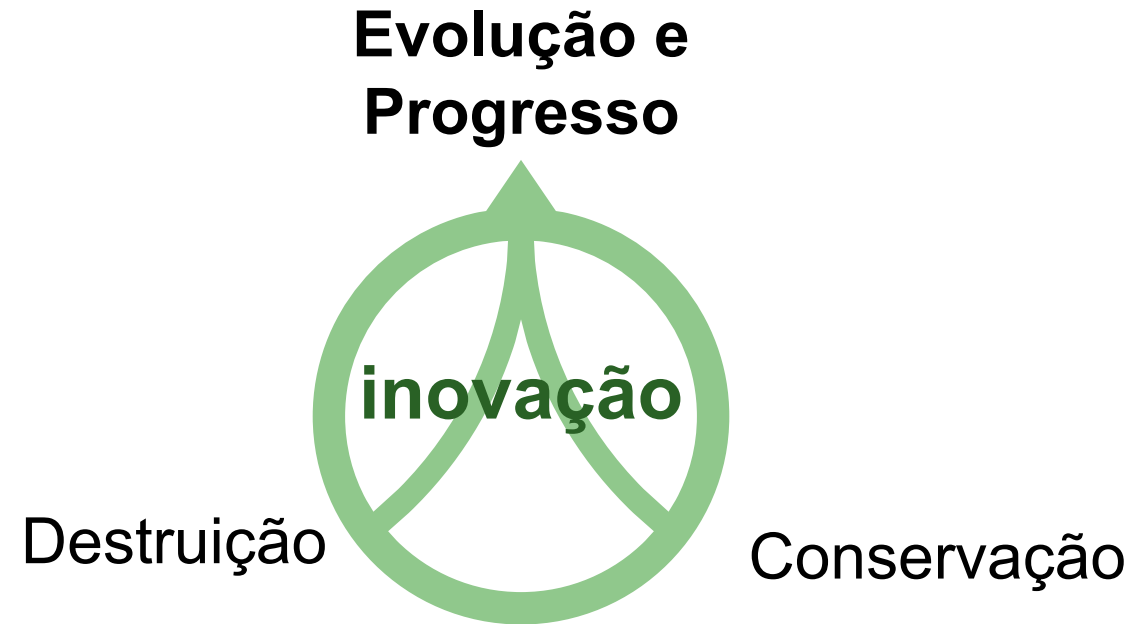 Evolução e
Progresso
inovação
Destruição
Conservação